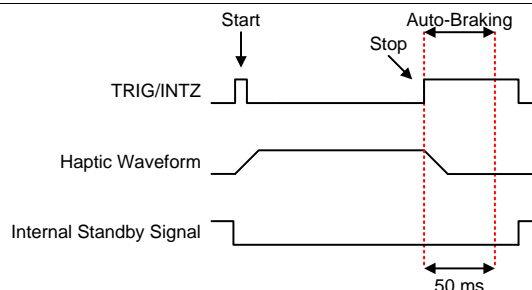 Start
Auto-Braking
Stop
TRIG/INTZ
Haptic Waveform
Internal Standby Signal
50 ms